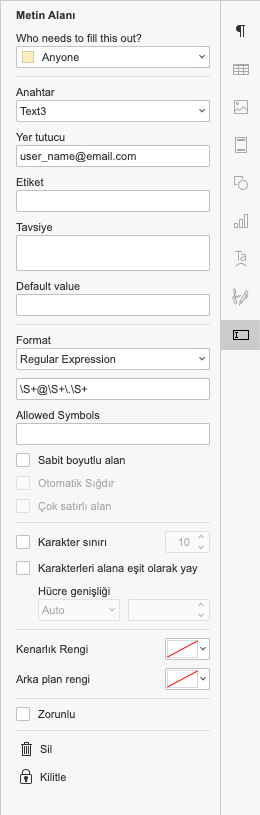 Metin Alanı
Who needs to fill this out?
Anyone
Anahtar
Text3
Yer tutucu
user_name@email.com
Etiket
Tavsiye
Default value
Format
Regular Expression
\S+@\S+\.\S+
Allowed Symbols
Sabit boyutlu alan
Otomatik Sığdır
Çok satırlı alan
Karakter sınırı 10
Karakterleri alana eşit olarak yay
Hücre genişliği
Auto
Kenarlık Rengi
Arka plan rengi
Zorunlu
Sil
Kilitle
Ta